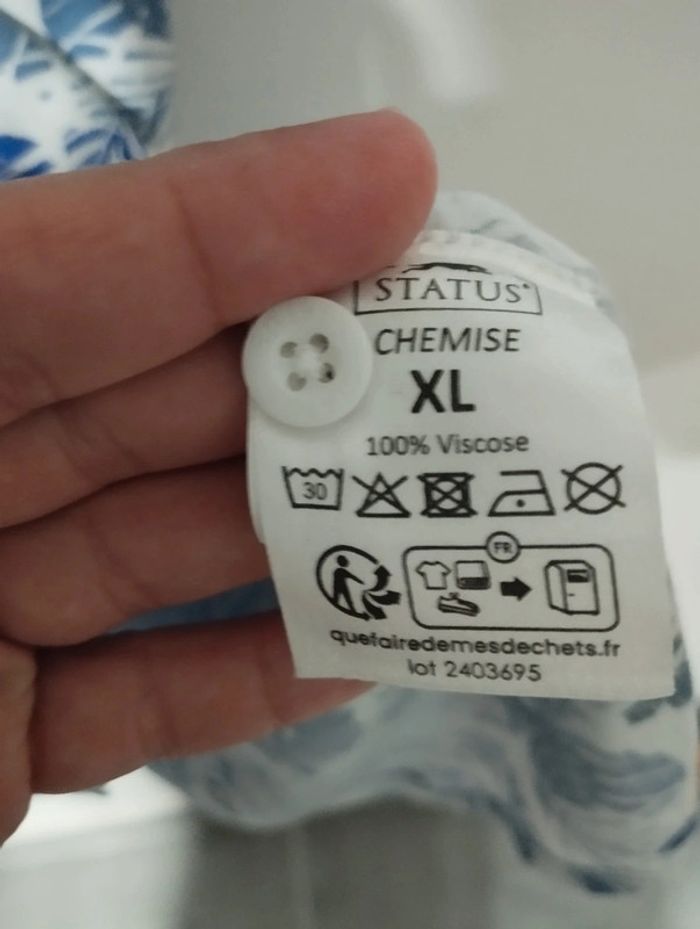 STATUS®
CHEMISE
XL
100% Viscose
30
FR
quefairedemesdechets.fr
lot 2403695